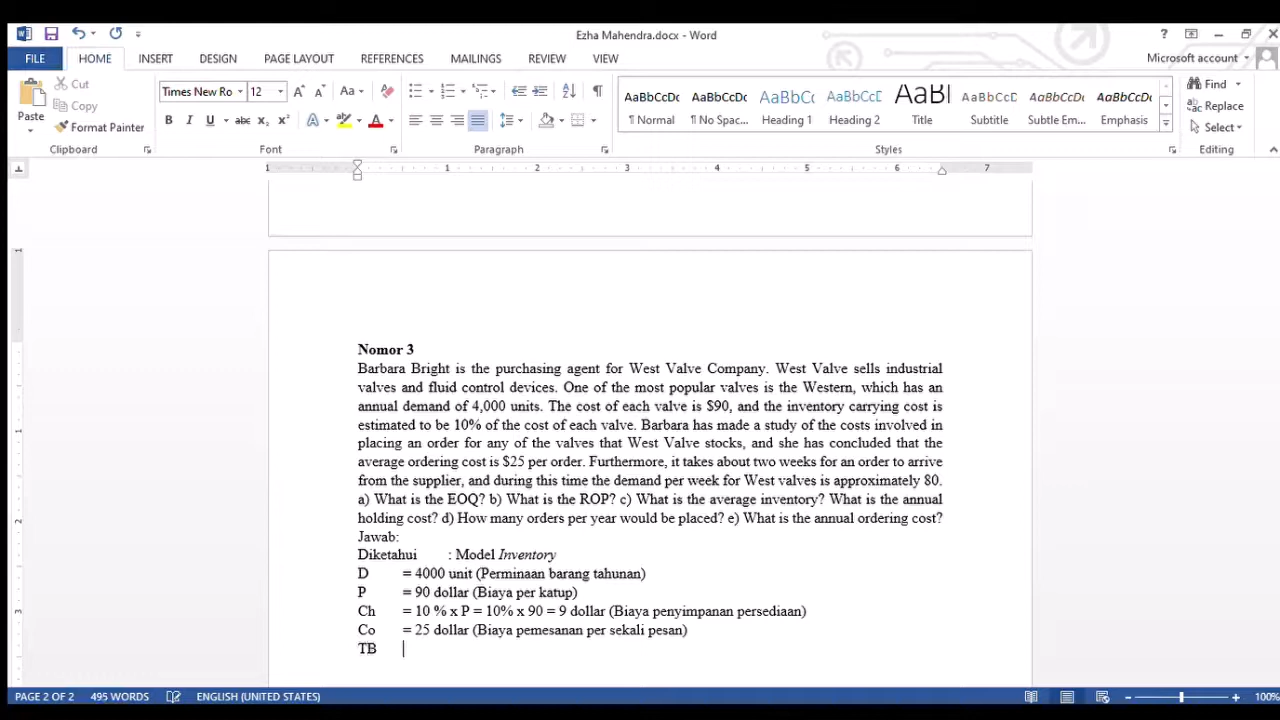 Ezha Mahendra.docx - Word
FILE HOME INSERT DESIGN PAGE LAYOUT REFERENCES MAILINGS REVIEW VIEW Microsoft account
Paste
Cut
Copy
Format Painter
Clipboard
Times New Ro 12
Font
Paragraph
AaBbCcDc AaBbCcDc AaBbCc AaBbCcE AaBI AaBbCcD AaBbCcDt AaBbCcDt
¶ Normal ¶ No Spac... Heading 1 Heading 2 Title Subtitle Subtle Em... Emphasis
Styles
Find
Replace
Select
Editing
Nomor 3
Barbara Bright is the purchasing agent for West Valve Company. West Valve sells industrial
valves and fluid control devices. One of the most popular valves is the Western, which has an
annual demand of 4,000 units. The cost of each valve is $90, and the inventory carrying cost is
estimated to be 10% of the cost of each valve. Barbara has made a study of the costs involved in
placing an order for any of the valves that West Valve stocks, and she has concluded that the
average ordering cost is $25 per order. Furthermore, it takes about two weeks for an order to arrive
from the supplier, and during this time the demand per week for West valves is approximately 80.
a) What is the EOQ? b) What is the ROP? c) What is the average inventory? What is the annual
holding cost? d) How many orders per year would be placed? e) What is the annual ordering cost?
Jawab:
Diketahui : Model Inventory
D = 4000 unit (Perminaan barang tahunan)
P = 90 dollar (Biaya per katup)
Ch = 10 % x P = 10% x 90 = 9 dollar (Biaya penyimpanan persediaan)
Co = 25 dollar (Biaya pemesanan per sekali pesan)
TB
PAGE 2 OF 2 495 WORDS ENGLISH (UNITED STATES) 100%